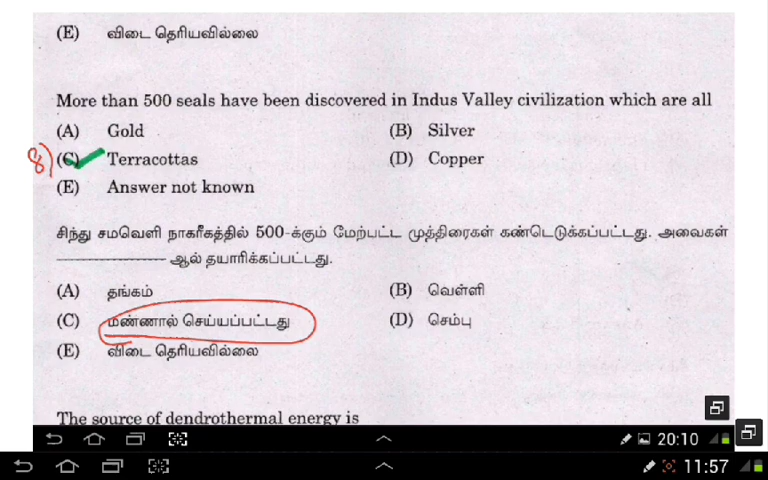 (E) விடை தெரியவில்லை
More than 500 seals have been discovered in Indus Valley civilization which are all
(A) Gold (B) Silver
8) (C) Terracottas (D) Copper
(E) Answer not known
சிந்து சமவெளி நாகரீகத்தில் 500-க்கும் மேற்பட்ட முத்திரைகள் கண்டெடுக்கப்பட்டது. அவைகள்
ஆல் தயாரிக்கப்பட்டது.
(A) தங்கம் (B) வெள்ளி
(C) மண்ணால் செய்யப்பட்டது (D) செம்பு
(E) விடை தெரியவில்லை
The source of dendrothermal energy is
20:10
11:57